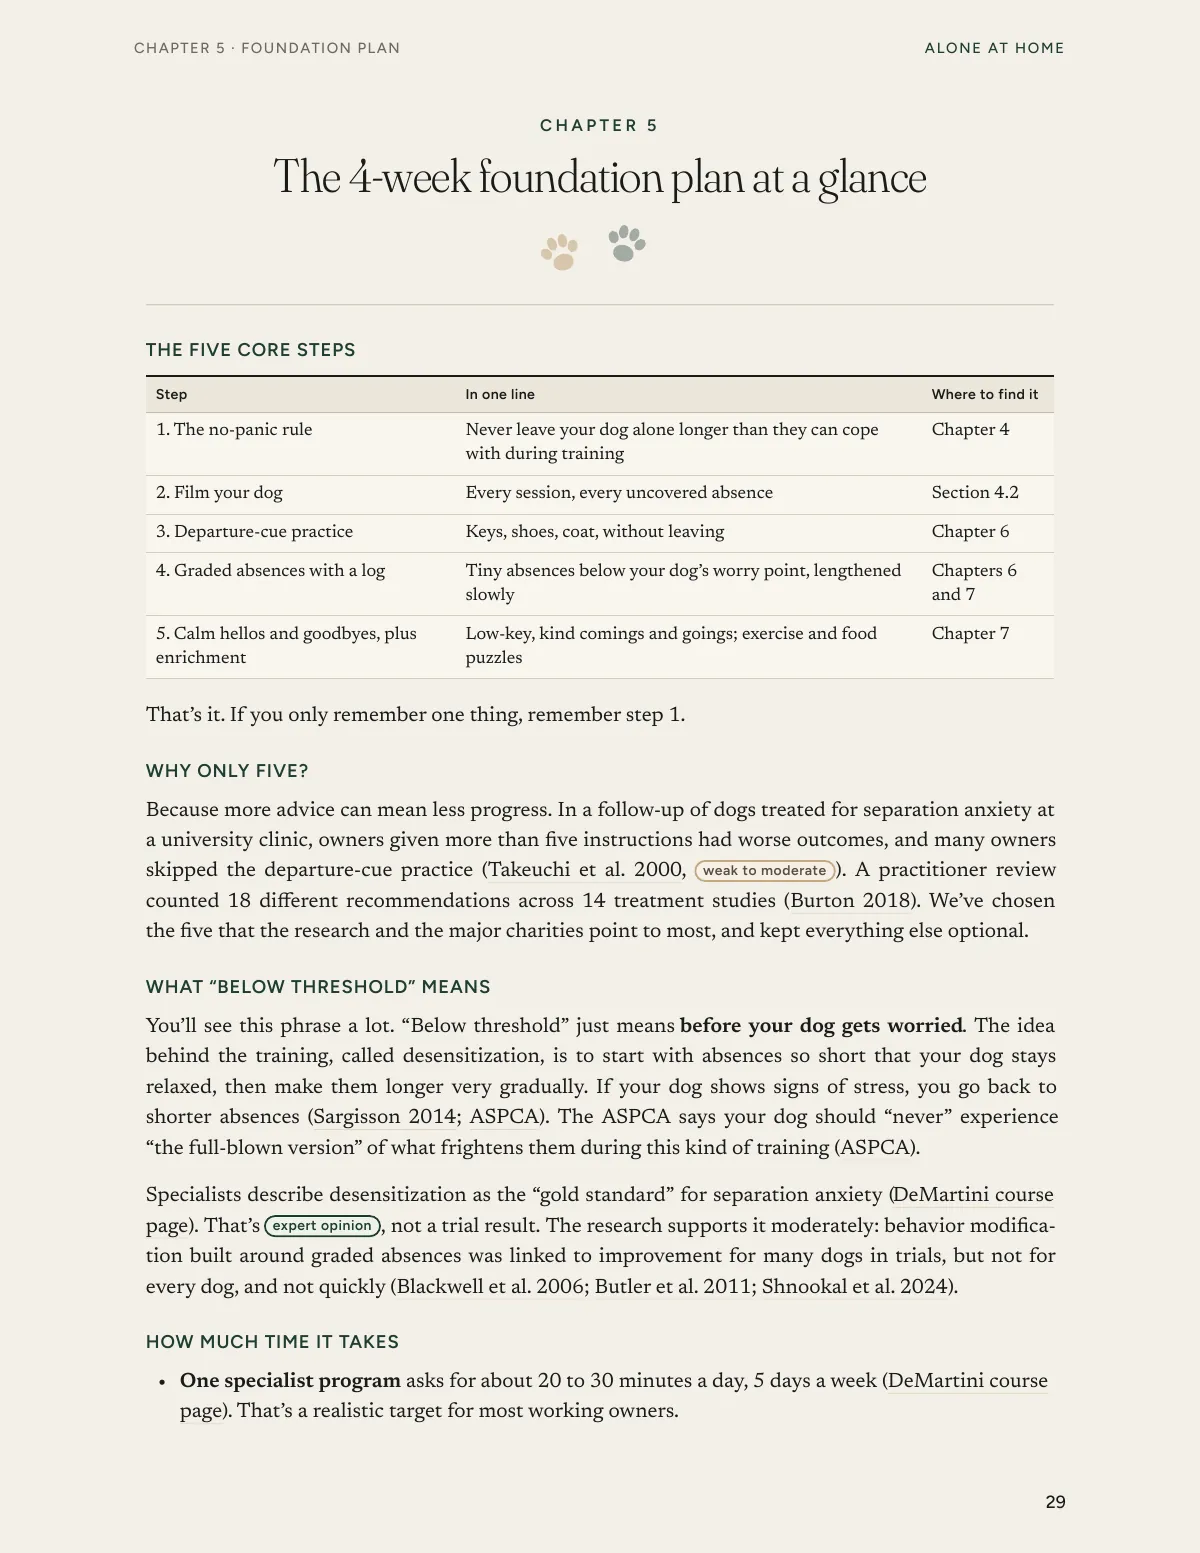 CHAPTER 5 · FOUNDATION PLAN
ALONE AT HOME
CHAPTER 5
The 4-week foundation plan at a glance
THE FIVE CORE STEPS
Step
In one line
Where to find it
1. The no-panic rule
Never leave your dog alone longer than they can cope
with during training
Chapter 4
2. Film your dog
Every session, every uncovered absence
Section 4.2
3. Departure-cue practice
Keys, shoes, coat, without leaving
Chapter 6
4. Graded absences with a log
Tiny absences below your dog’s worry point, lengthened
slowly
Chapters 6
and 7
5. Calm hellos and goodbyes, plus
enrichment
Low-key, kind comings and goings; exercise and food
puzzles
Chapter 7
That’s it. If you only remember one thing, remember step 1.
WHY ONLY FIVE?
Because more advice can mean less progress. In a follow-up of dogs treated for separation anxiety at
a university clinic, owners given more than five instructions had worse outcomes, and many owners
skipped the departure-cue practice (Takeuchi et al. 2000, weak to moderate). A practitioner review
counted 18 different recommendations across 14 treatment studies (Burton 2018). We’ve chosen
the five that the research and the major charities point to most, and kept everything else optional.
WHAT “BELOW THRESHOLD” MEANS
You’ll see this phrase a lot. “Below threshold” just means before your dog gets worried. The idea
behind the training, called desensitization, is to start with absences so short that your dog stays
relaxed, then make them longer very gradually. If your dog shows signs of stress, you go back to
shorter absences (Sargisson 2014; ASPCA). The ASPCA says your dog should “never” experience
“the full-blown version” of what frightens them during this kind of training (ASPCA).
Specialists describe desensitization as the “gold standard” for separation anxiety (DeMartini course
page). That’s expert opinion, not a trial result. The research supports it moderately: behavior modifica-
tion built around graded absences was linked to improvement for many dogs in trials, but not for
every dog, and not quickly (Blackwell et al. 2006; Butler et al. 2011; Shnookal et al. 2024).
HOW MUCH TIME IT TAKES
• One specialist program asks for about 20 to 30 minutes a day, 5 days a week (DeMartini course
page). That’s a realistic target for most working owners.
29